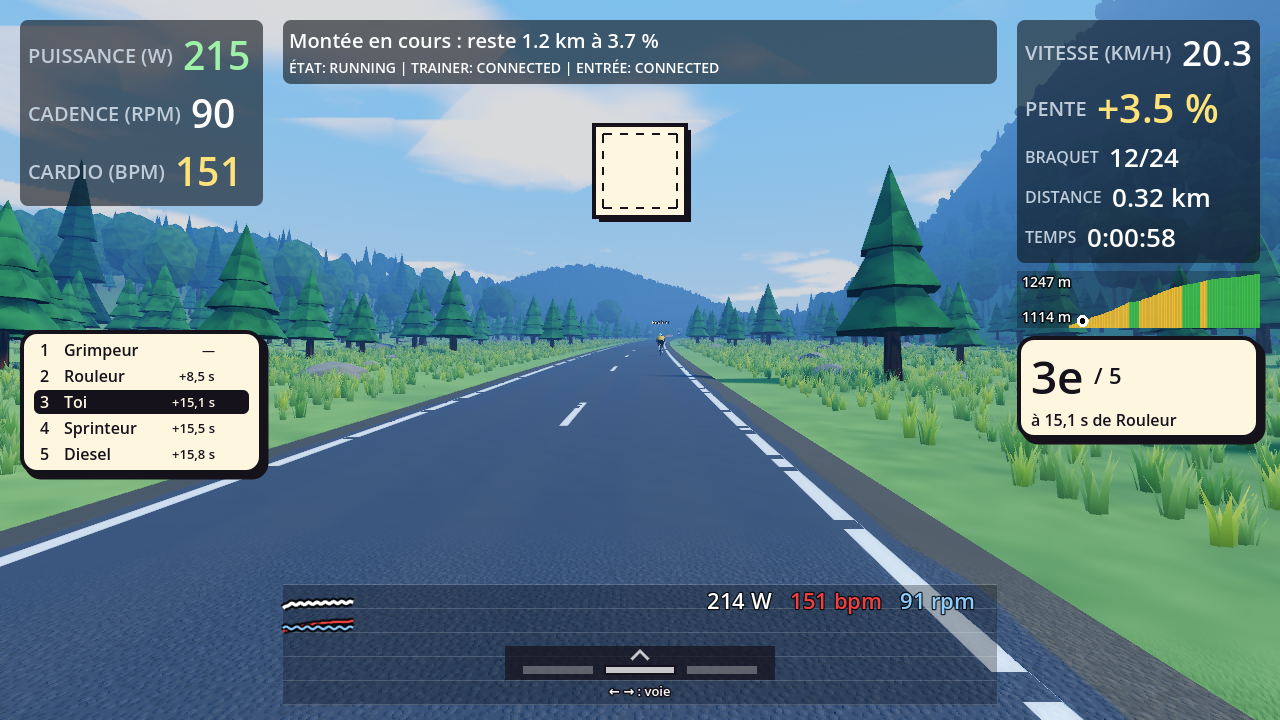 PUISSANCE (W) 215
CADENCE (RPM) 90
CARDIO (BPM) 151
Montée en cours : reste 1.2 km à 3.7 %
ÉTAT: RUNNING | TRAINER: CONNECTED | ENTRÉE: CONNECTED
VITESSE (KM/H) 20.3
PENTE +3.5 %
BRAQUET 12/24
DISTANCE 0.32 km
TEMPS 0:00:58
1247 m
1114 m
1 Grimpeur —
2 Rouleur +8,5 s
3 Toi +15,1 s
4 Sprinteur +15,5 s
5 Diesel +15,8 s
3e / 5
à 15,1 s de Rouleur
214 W 151 bpm 91 rpm
← → : voie